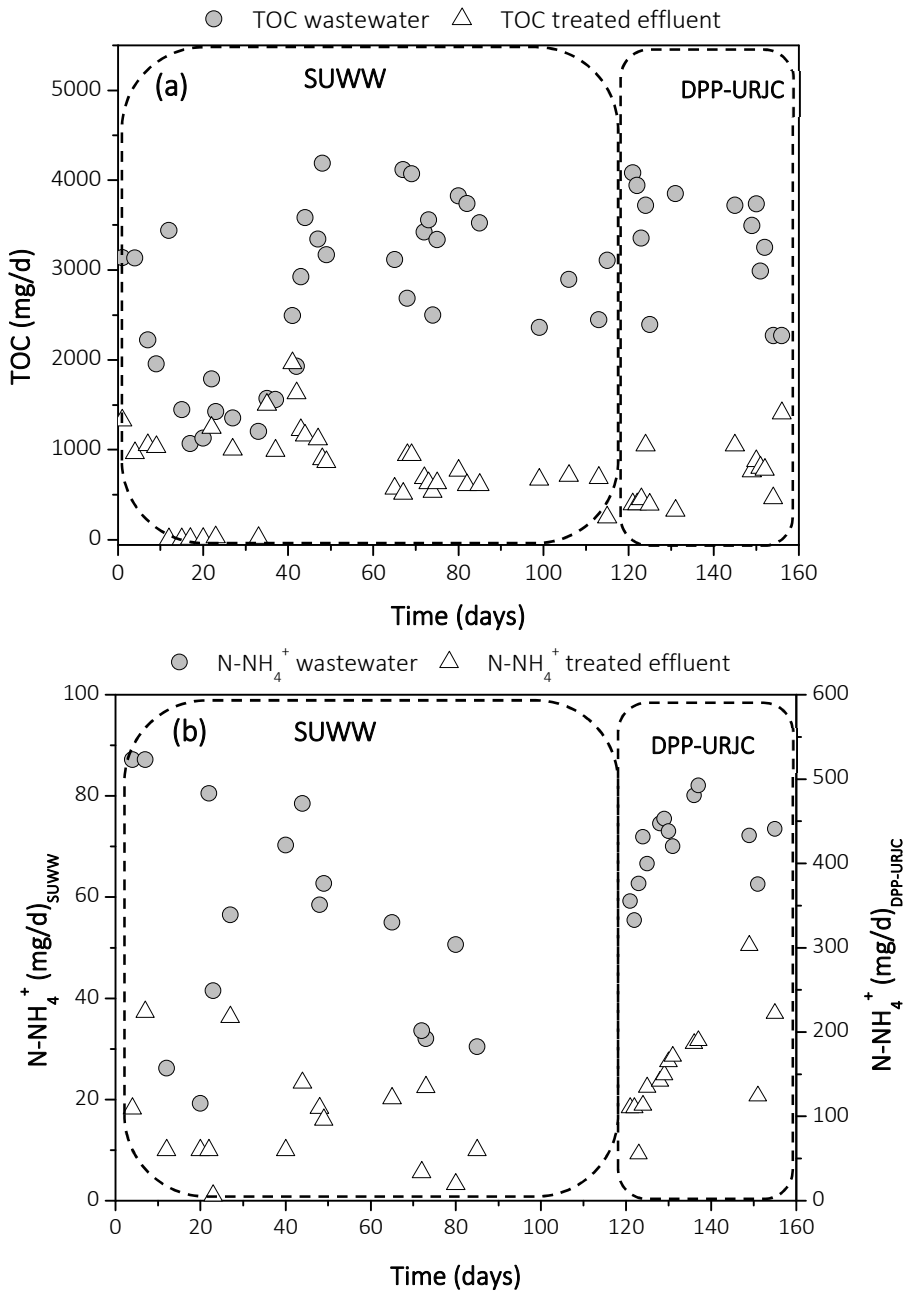 TOC wastewater TOC treated effluent
(a) SUWW DPP-URJC
5000
4000
3000
2000
1000
0
TOC (mg/d)
0 20 40 60 80 100 120 140 160
Time (days)
N-NH₄⁺ wastewater N-NH₄⁺ treated effluent
(b) SUWW DPP-URJC
100
80
60
40
20
0
N-NH₄⁺ (mg/d)SUWW
600
500
400
300
200
100
0
N-NH₄⁺ (mg/d)DPP-URJC
0 20 40 60 80 100 120 140 160
Time (days)